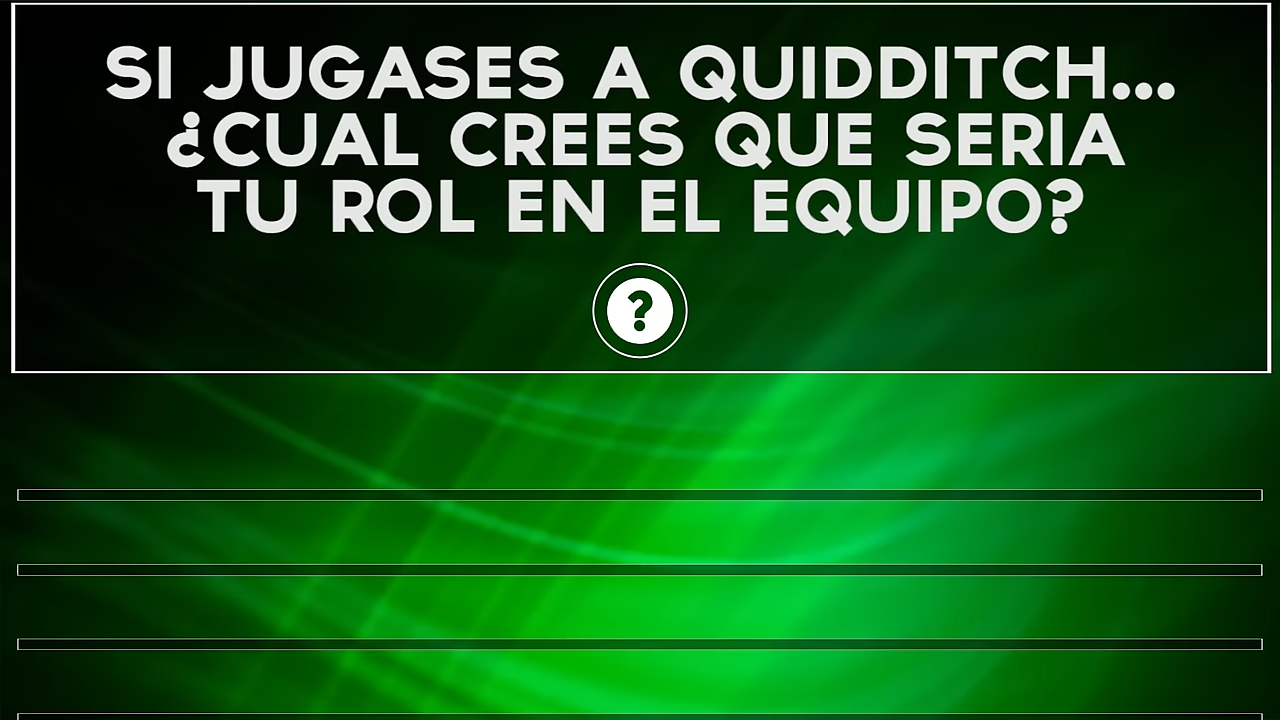 SI JUGASES A QUIDDITCH...
¿CUAL CREES QUE SERIA
TU ROL EN EL EQUIPO?
?